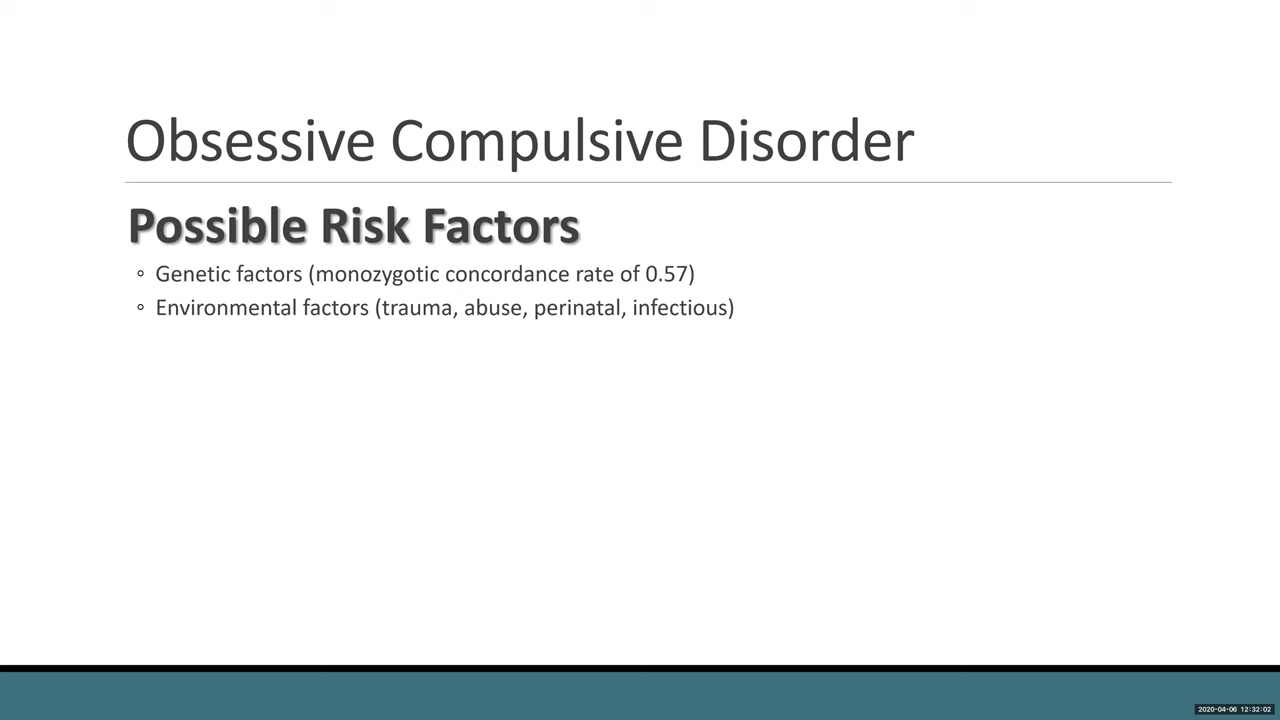 Obsessive Compulsive Disorder
Possible Risk Factors
◦ Genetic factors (monozygotic concordance rate of 0.57)
◦ Environmental factors (trauma, abuse, perinatal, infectious)
2020-04-06 12:32:02